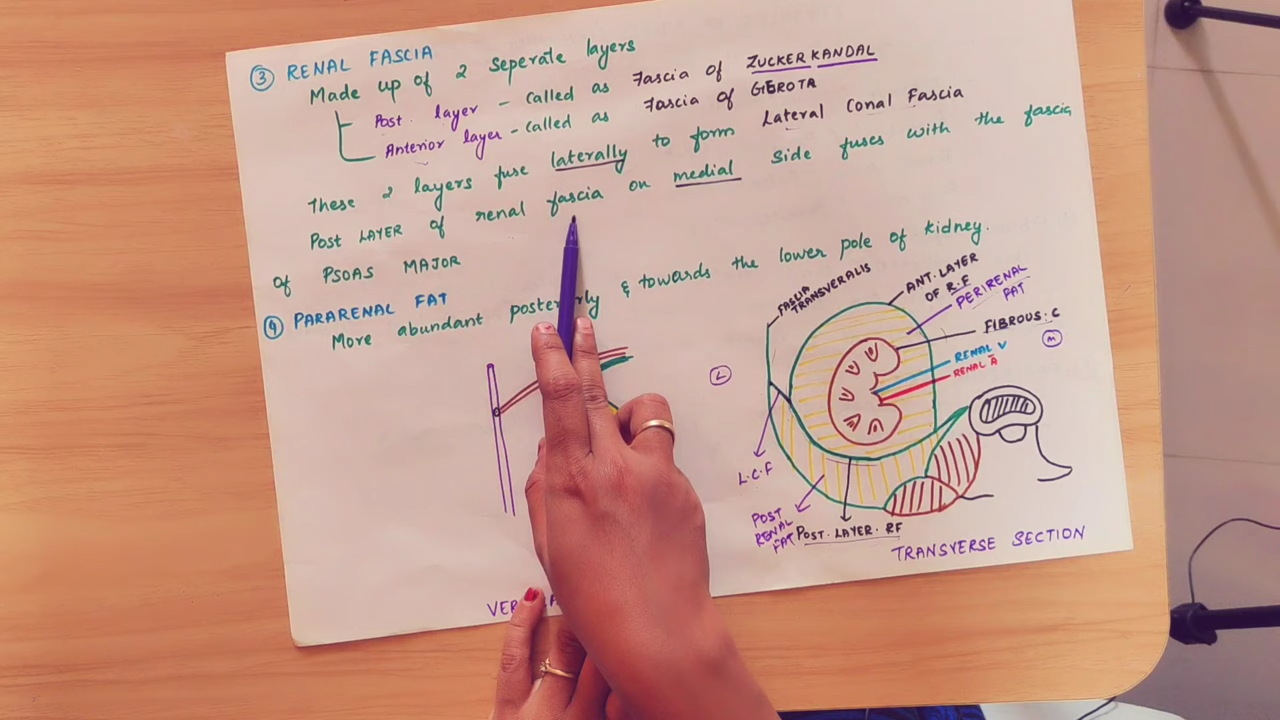 ③ RENAL FASCIA
Made up of 2 seperate layers
Post. layer - called as Fascia of ZUCKERKANDAL
Anterior layer - called as Fascia of GEROTA
These 2 layers fuse laterally to form Lateral Conal Fascia
Post LAYER of renal fascia on medial side fuses with the fascia
of PSOAS MAJOR
④ PARARENAL FAT
More abundant & towards the lower pole of kidney.
FASCIA TRANSVERALIS
ANT. LAYER OF R.F
PERIRENAL FAT
FIBROUS. C
RENAL V
RENAL A
L
M
L.C.F
POST RENAL FAT
POST. LAYER. RF
TRANSVERSE SECTION